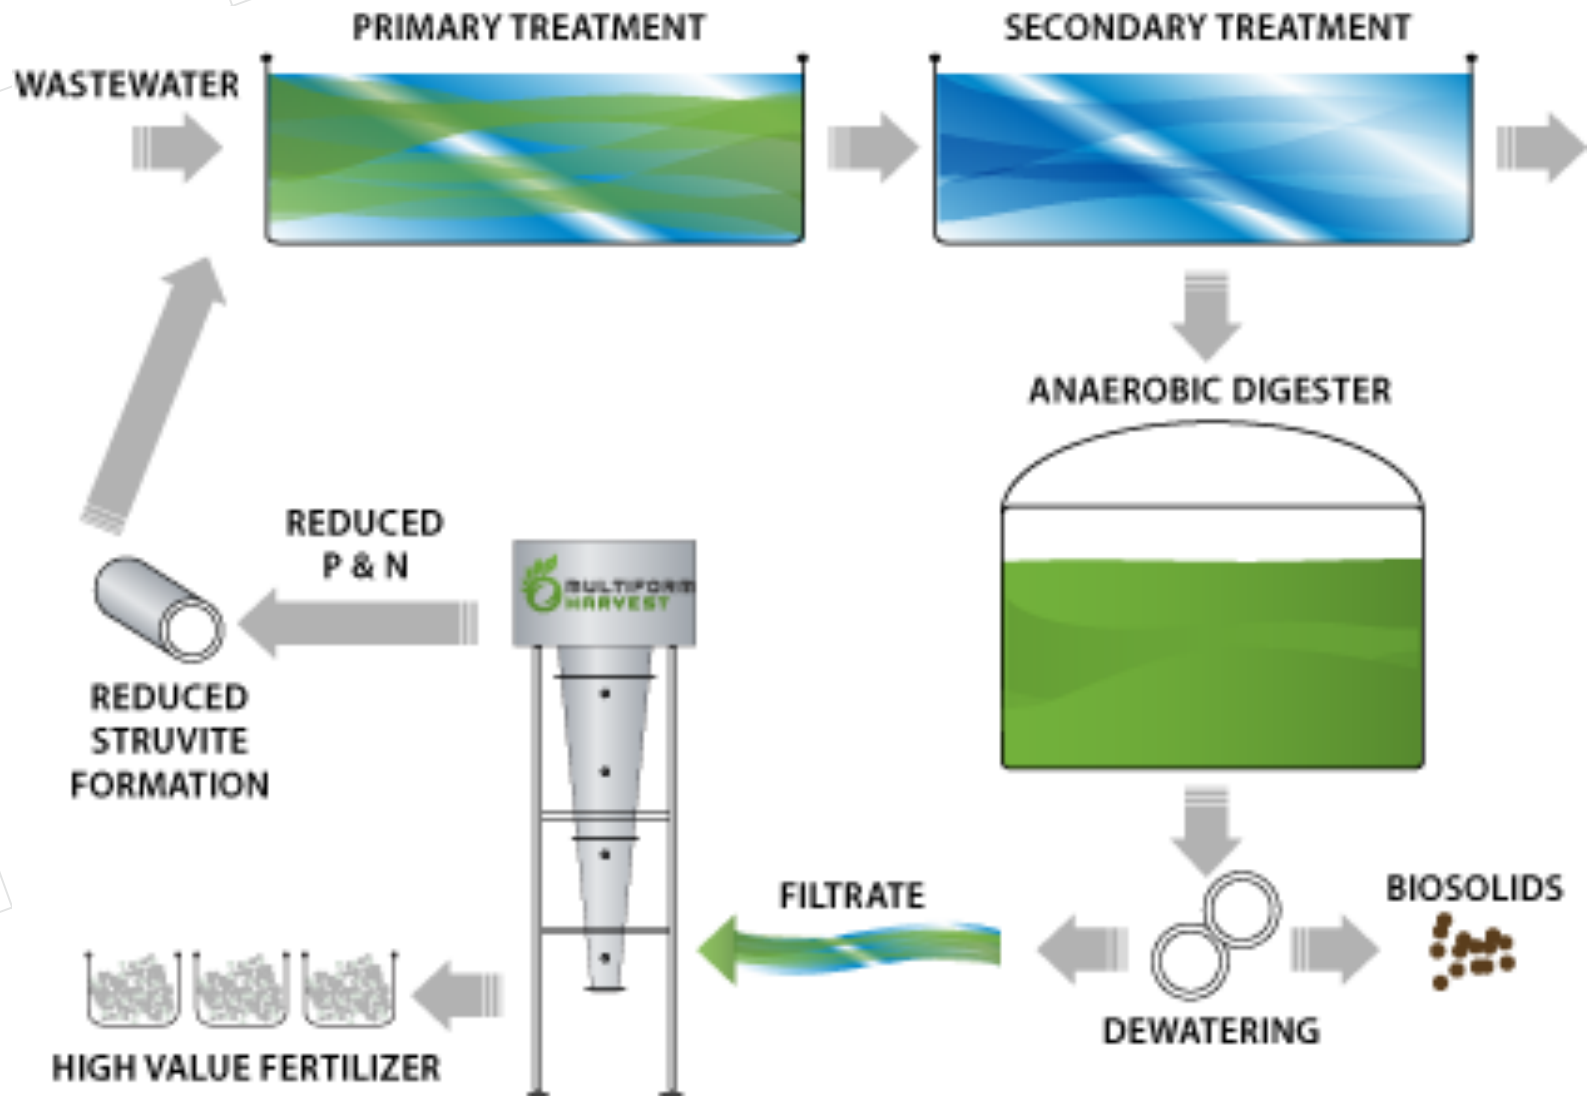 PRIMARY TREATMENT
SECONDARY TREATMENT
WASTEWATER
ANAEROBIC DIGESTER
REDUCED
P & N
MULTIFORM
HARVEST
REDUCED
STRUVITE
FORMATION
FILTRATE
BIOSOLIDS
DEWATERING
HIGH VALUE FERTILIZER